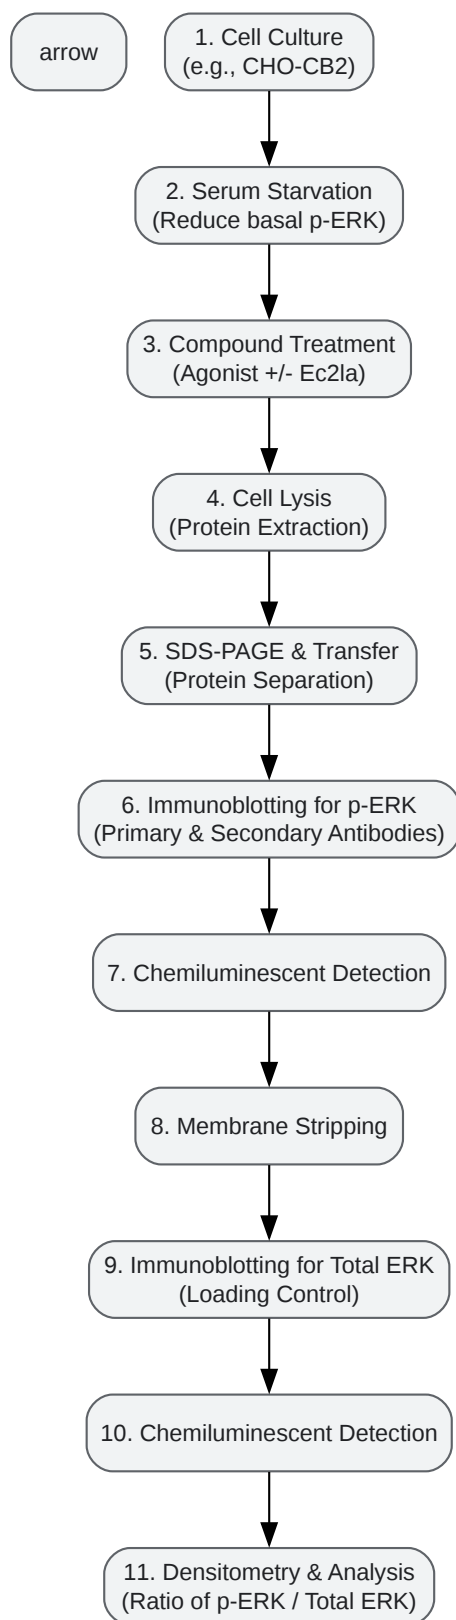 arrow
1. Cell Culture
(e.g., CHO-CB2)
2. Serum Starvation
(Reduce basal p-ERK)
3. Compound Treatment
(Agonist +/- Ec2la)
4. Cell Lysis
(Protein Extraction)
5. SDS-PAGE & Transfer
(Protein Separation)
6. Immunoblotting for p-ERK
(Primary & Secondary Antibodies)
7. Chemiluminescent Detection
8. Membrane Stripping
9. Immunoblotting for Total ERK
(Loading Control)
10. Chemiluminescent Detection
11. Densitometry & Analysis
(Ratio of p-ERK / Total ERK)